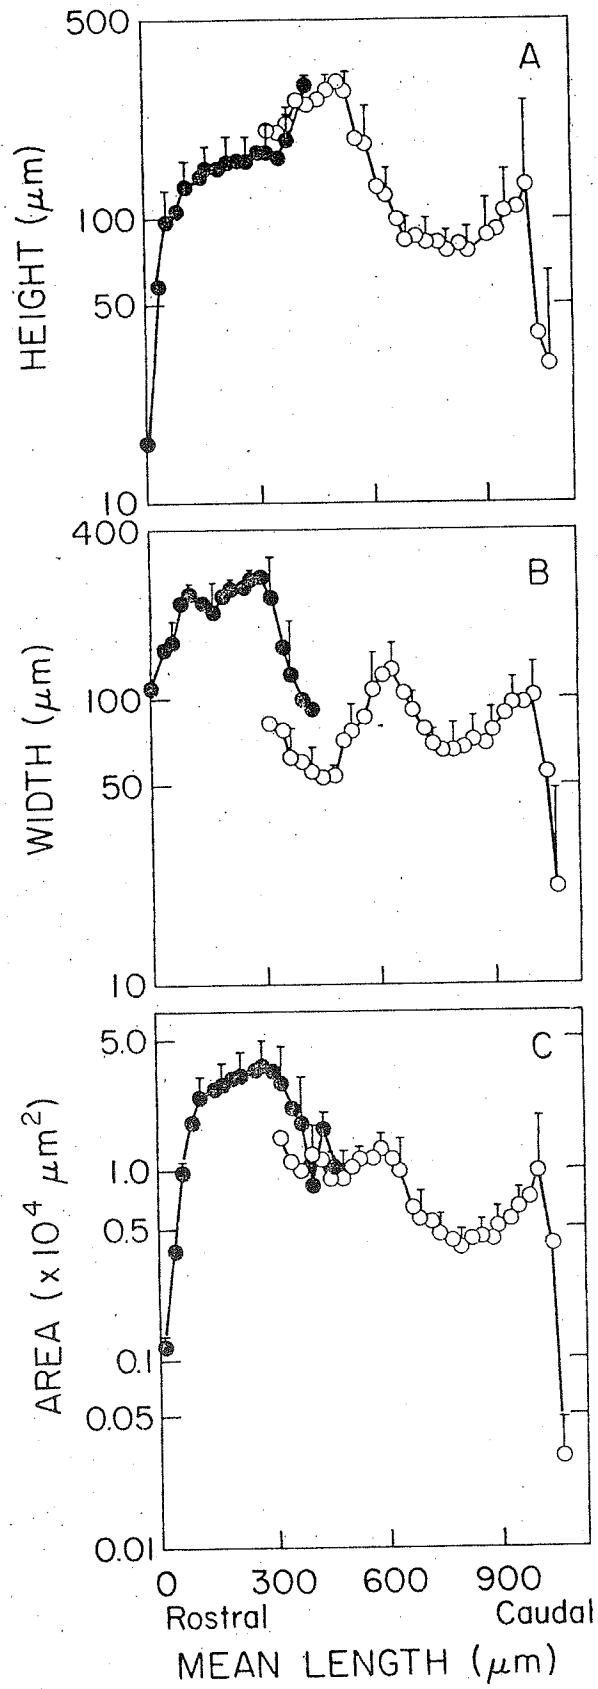 500
A
100
50
10
HEIGHT (μm)
400
B
100
50
10
WIDTH (μm)
5.0
C
1.0
0.5
0.1
0.05
0.01
AREA (x10⁴ μm²)
0 300 600 900
Rostral Caudal
MEAN LENGTH (μm)